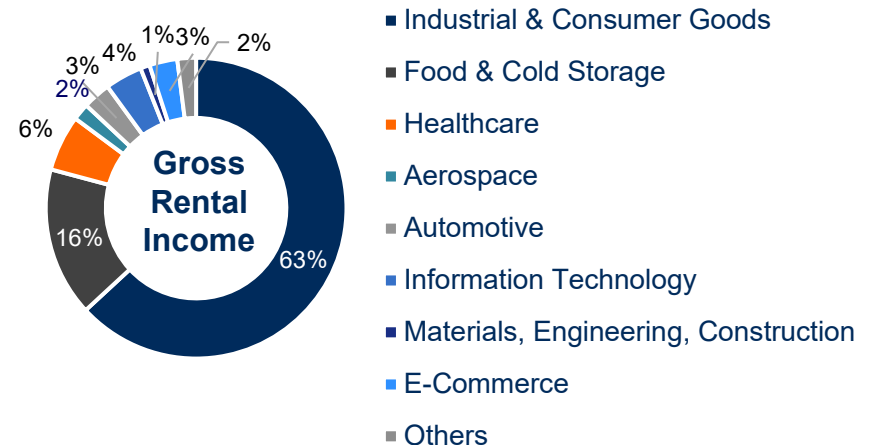 1%
3%
2%
4%
3%
2%
6%
16%
63%
Gross
Rental
Income
Industrial & Consumer Goods
Food & Cold Storage
Healthcare
Aerospace
Automotive
Information Technology
Materials, Engineering, Construction
E-Commerce
Others